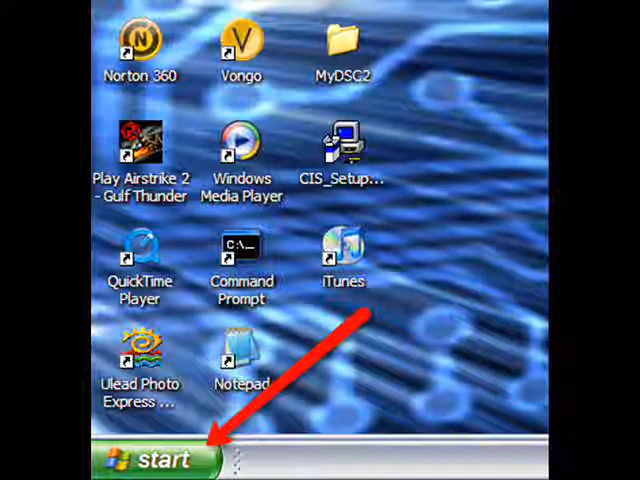 Norton 360
Vongo
MyDSC2
Play Airstrike 2
- Gulf Thunder
Windows
Media Player
CIS_Setup...
QuickTime
Player
C:\_
Command
Prompt
iTunes
Ulead Photo
Express ...
Notepad
start